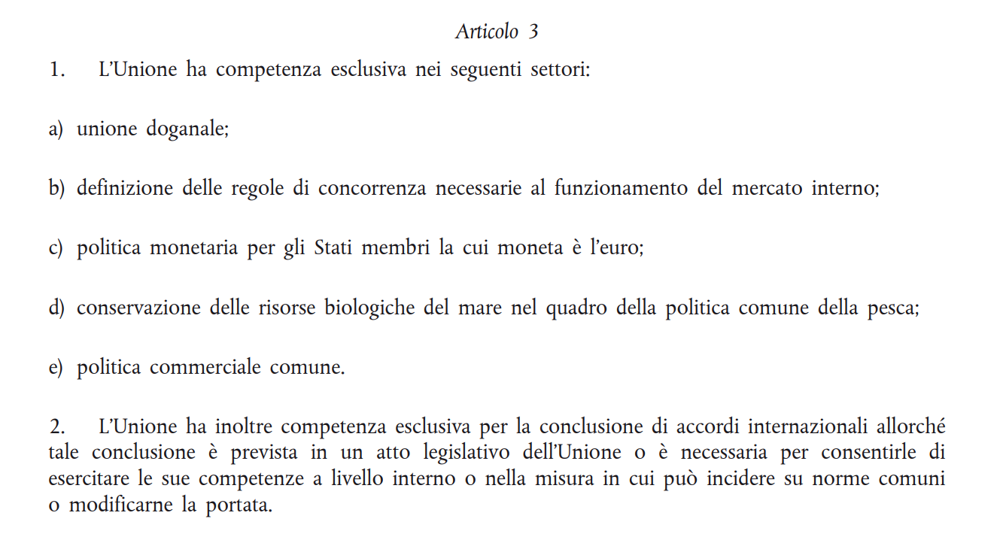 Articolo 3
1. L’Unione ha competenza esclusiva nei seguenti settori:
a) unione doganale;
b) definizione delle regole di concorrenza necessarie al funzionamento del mercato interno;
c) politica monetaria per gli Stati membri la cui moneta è l’euro;
d) conservazione delle risorse biologiche del mare nel quadro della politica comune della pesca;
e) politica commerciale comune.
2. L’Unione ha inoltre competenza esclusiva per la conclusione di accordi internazionali allorché
tale conclusione è prevista in un atto legislativo dell’Unione o è necessaria per consentirle di
esercitare le sue competenze a livello interno o nella misura in cui può incidere su norme comuni
o modificarne la portata.